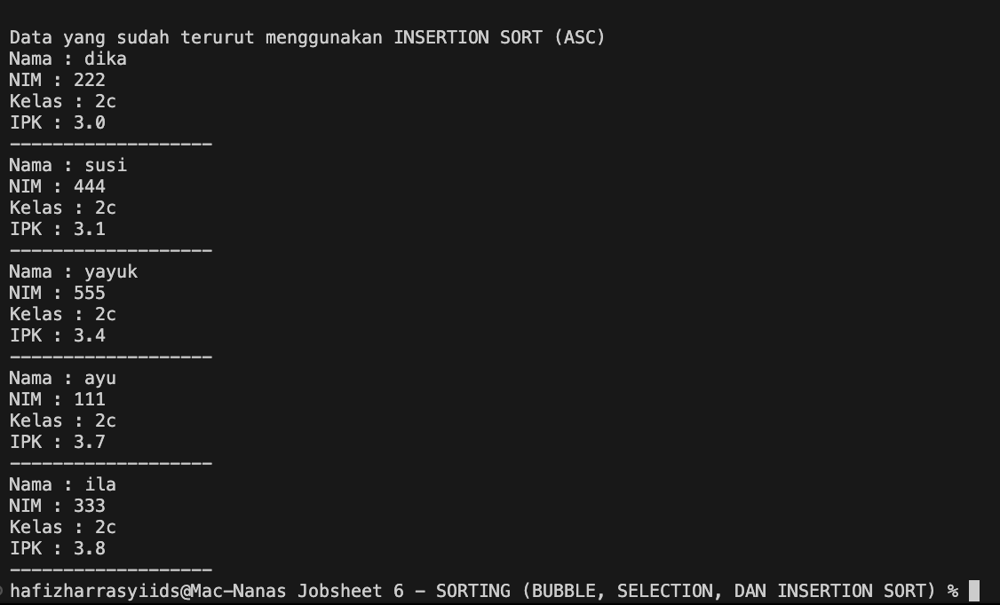 Data yang sudah terurut menggunakan INSERTION SORT (ASC)
Nama : dika
NIM : 222
Kelas : 2c
IPK : 3.0
-------------------
Nama : susi
NIM : 444
Kelas : 2c
IPK : 3.1
-------------------
Nama : yayuk
NIM : 555
Kelas : 2c
IPK : 3.4
-------------------
Nama : ayu
NIM : 111
Kelas : 2c
IPK : 3.7
-------------------
Nama : ila
NIM : 333
Kelas : 2c
IPK : 3.8
-------------------
hafizharrasyiids@Mac-Nanas Jobsheet 6 - SORTING (BUBBLE, SELECTION, DAN INSERTION SORT) %